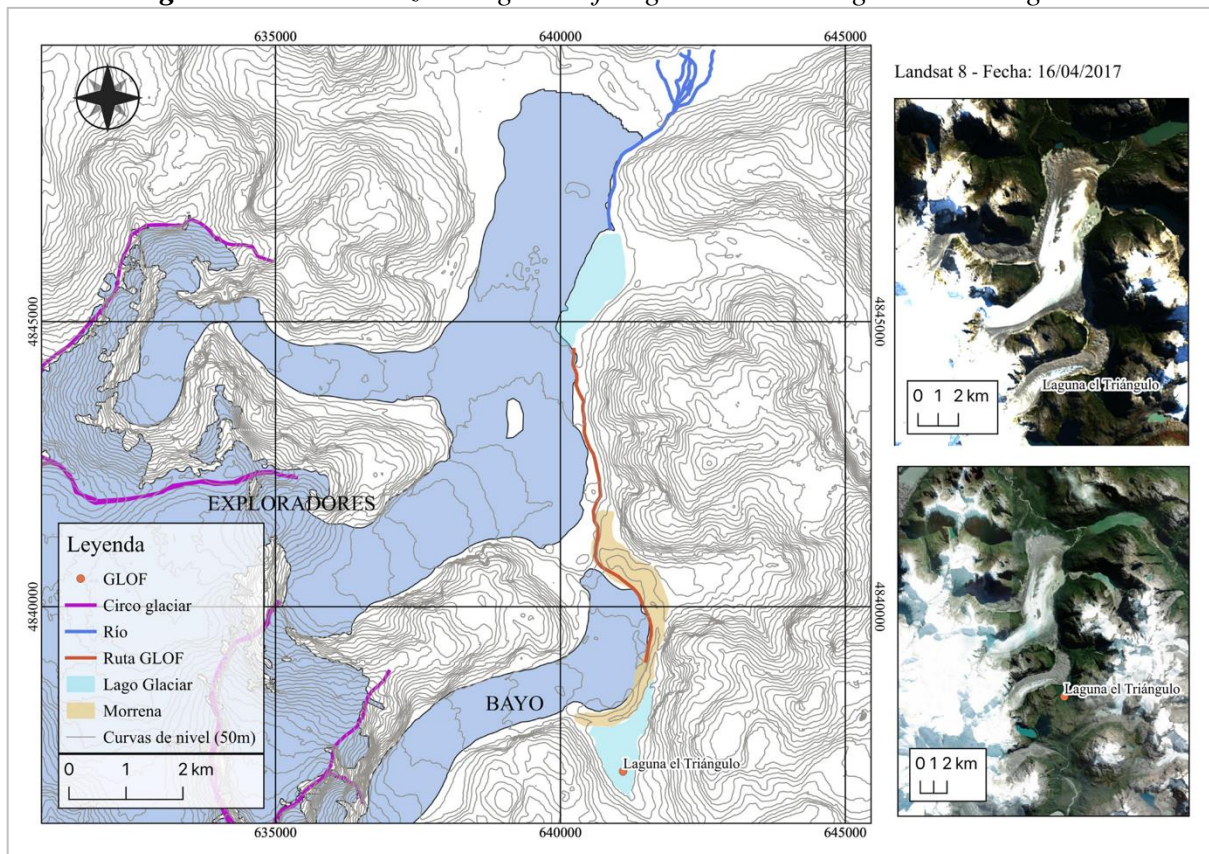 635000
640000
645000
4845000
4845000
EXPLORADORES
4840000
4840000
BAYO
Laguna el Triángulo
Leyenda
GLOF
Circo glaciar
Río
Ruta GLOF
Lago Glaciar
Morrena
Curvas de nivel (50m)
0 1 2 km
635000
640000
645000
Landsat 8 - Fecha: 16/04/2017
Laguna el Triángulo
0 1 2 km
Laguna el Triángulo
0 1 2 km